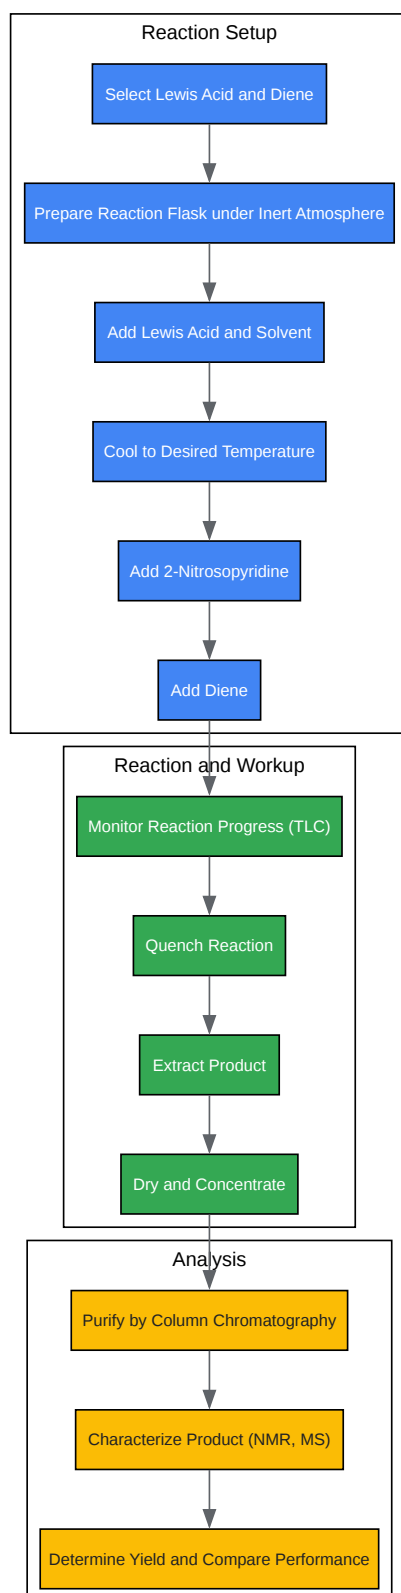 Reaction Setup
Select Lewis Acid and Diene
Prepare Reaction Flask under Inert Atmosphere
Add Lewis Acid and Solvent
Cool to Desired Temperature
Add 2-Nitrosopyridine
Add Diene
Reaction and Workup
Monitor Reaction Progress (TLC)
Quench Reaction
Extract Product
Dry and Concentrate
Analysis
Purify by Column Chromatography
Characterize Product (NMR, MS)
Determine Yield and Compare Performance